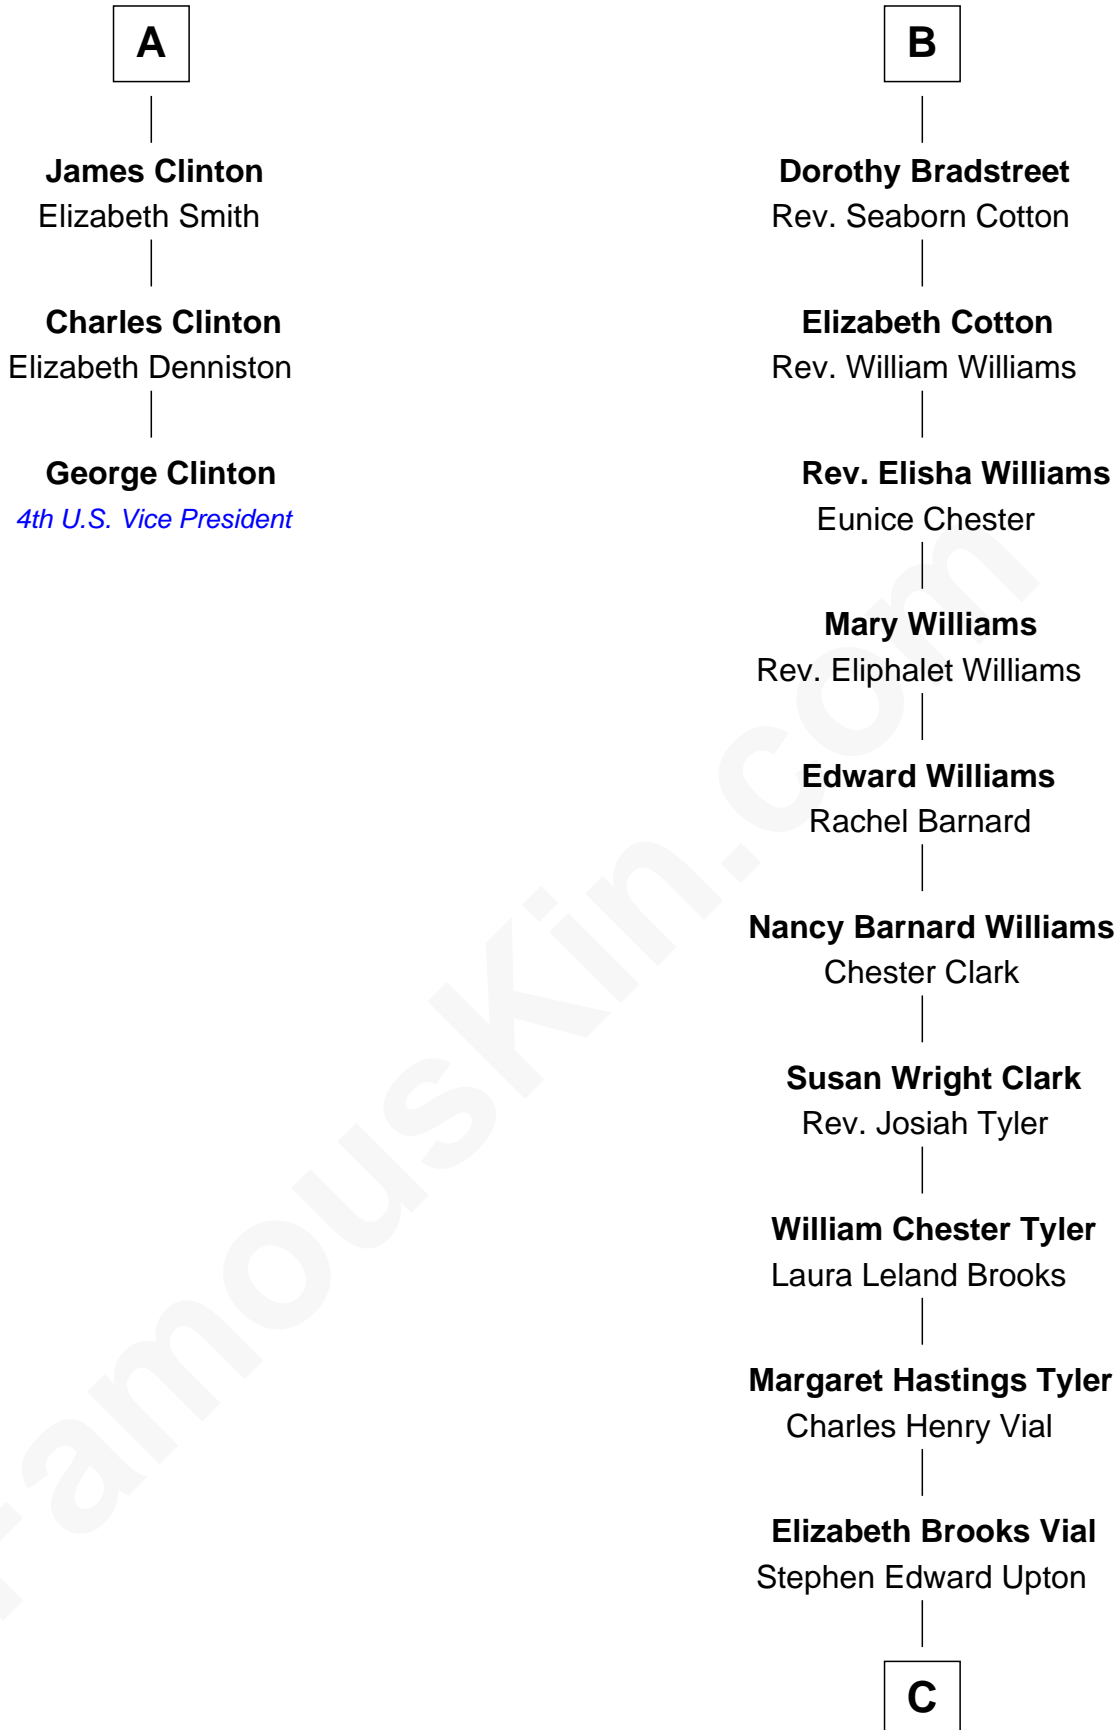 A
James Clinton
Elizabeth Smith
Charles Clinton
Elizabeth Denniston
George Clinton
4th U.S. Vice President
B
Dorothy Bradstreet
Rev. Seaborn Cotton
Elizabeth Cotton
Rev. William Williams
Rev. Elisha Williams
Eunice Chester
Mary Williams
Rev. Eliphalet Williams
Edward Williams
Rachel Barnard
Nancy Barnard Williams
Chester Clark
Susan Wright Clark
Rev. Josiah Tyler
William Chester Tyler
Laura Leland Brooks
Margaret Hastings Tyler
Charles Henry Vial
Elizabeth Brooks Vial
Stephen Edward Upton
C
FamousKin.com